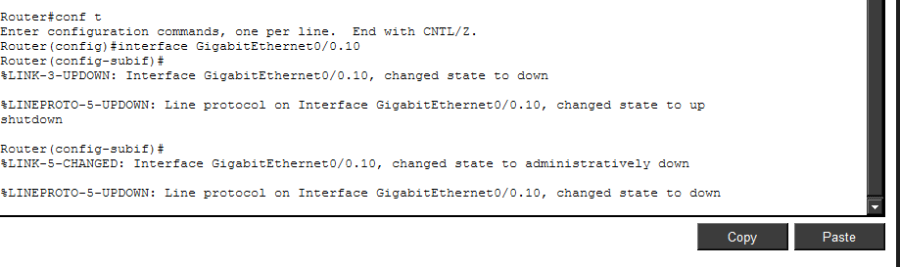 Router#conf t
Enter configuration commands, one per line.  End with CNTL/Z.
Router(config)#interface GigabitEthernet0/0.10
Router(config-subif)#
%LINK-3-UPDOWN: Interface GigabitEthernet0/0.10, changed state to down
%LINEPROTO-5-UPDOWN: Line protocol on Interface GigabitEthernet0/0.10, changed state to up
shutdown
Router(config-subif)#
%LINK-5-CHANGED: Interface GigabitEthernet0/0.10, changed state to administratively down
%LINEPROTO-5-UPDOWN: Line protocol on Interface GigabitEthernet0/0.10, changed state to down
Copy Paste